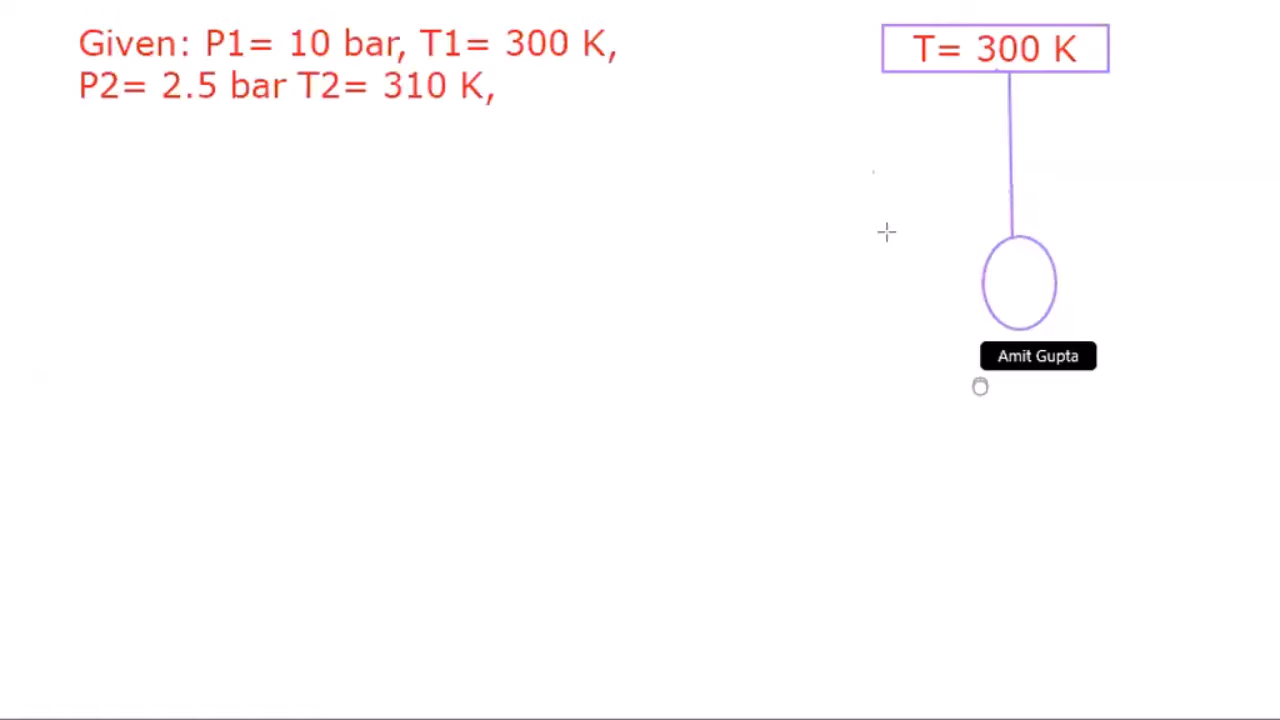 Given: P1= 10 bar, T1= 300 K,
P2= 2.5 bar T2= 310 K,
T= 300 K
Amit Gupta